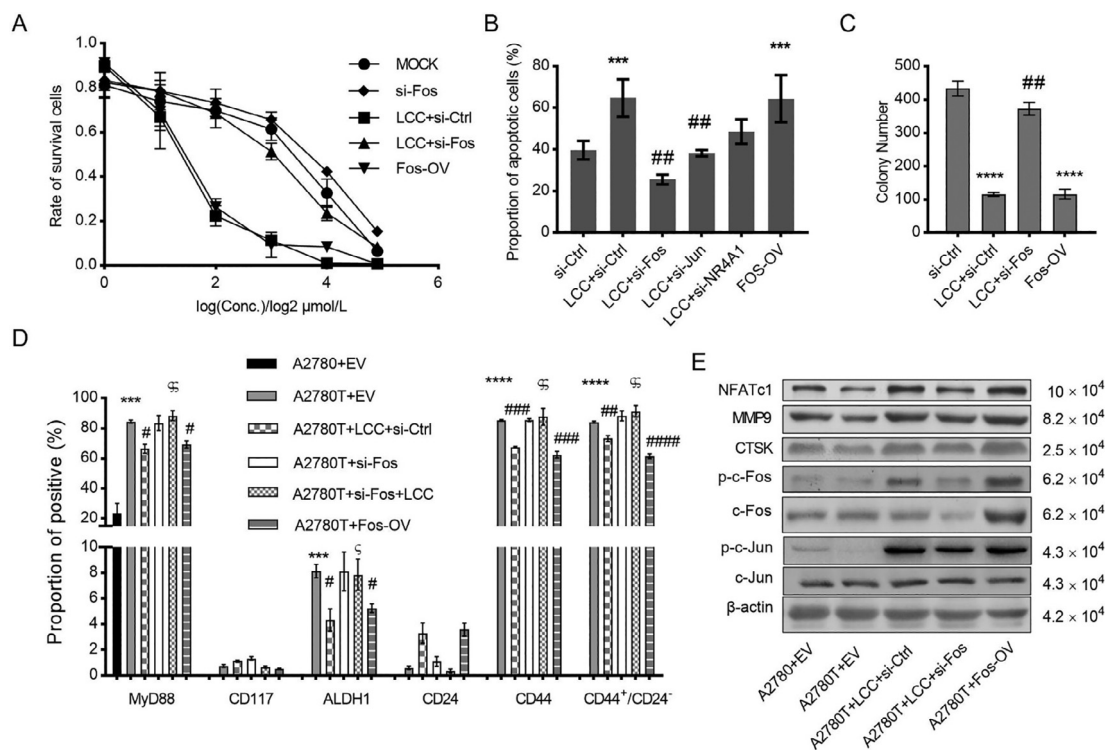 A
Rate of survival cells
1.0
0.8
0.6
0.4
0.2
0.0
0
2
4
6
log(Conc.)/log2 μmol/L
MOCK
si-Fos
LCC+si-Ctrl
LCC+si-Fos
Fos-OV
B
Proportion of apoptotic cells (%)
80
60
40
20
0
***
##
##
***
si-Ctrl
LCC+si-Ctrl
LCC+si-Fos
LCC+si-Jun
LCC+si-NR4A1
FOS-OV
C
Colony Number
500
400
300
200
100
0
****
##
****
si-Ctrl
LCC+si-Ctrl
LCC+si-Fos
Fos-OV
D
Proportion of positive (%)
100
80
60
40
20
8
6
4
2
0
A2780+EV
A2780T+EV
A2780T+LCC+si-Ctrl
A2780T+si-Fos
A2780T+si-Fos+LCC
A2780T+Fos-OV
***
#
ςς
#
***
#
ς
#
****
###
ςς
###
****
##
ςς
####
MyD88
CD117
ALDH1
CD24
CD44
CD44⁺/CD24⁻
E
NFATc1 10 × 10⁴
MMP9 8.2 × 10⁴
CTSK 2.5 × 10⁴
p-c-Fos 6.2 × 10⁴
c-Fos 6.2 × 10⁴
p-c-Jun 4.3 × 10⁴
c-Jun 4.3 × 10⁴
β-actin 4.2 × 10⁴
A2780+EV
A2780T+EV
A2780T+LCC+si-Ctrl
A2780T+LCC+si-Fos
A2780T+Fos-OV